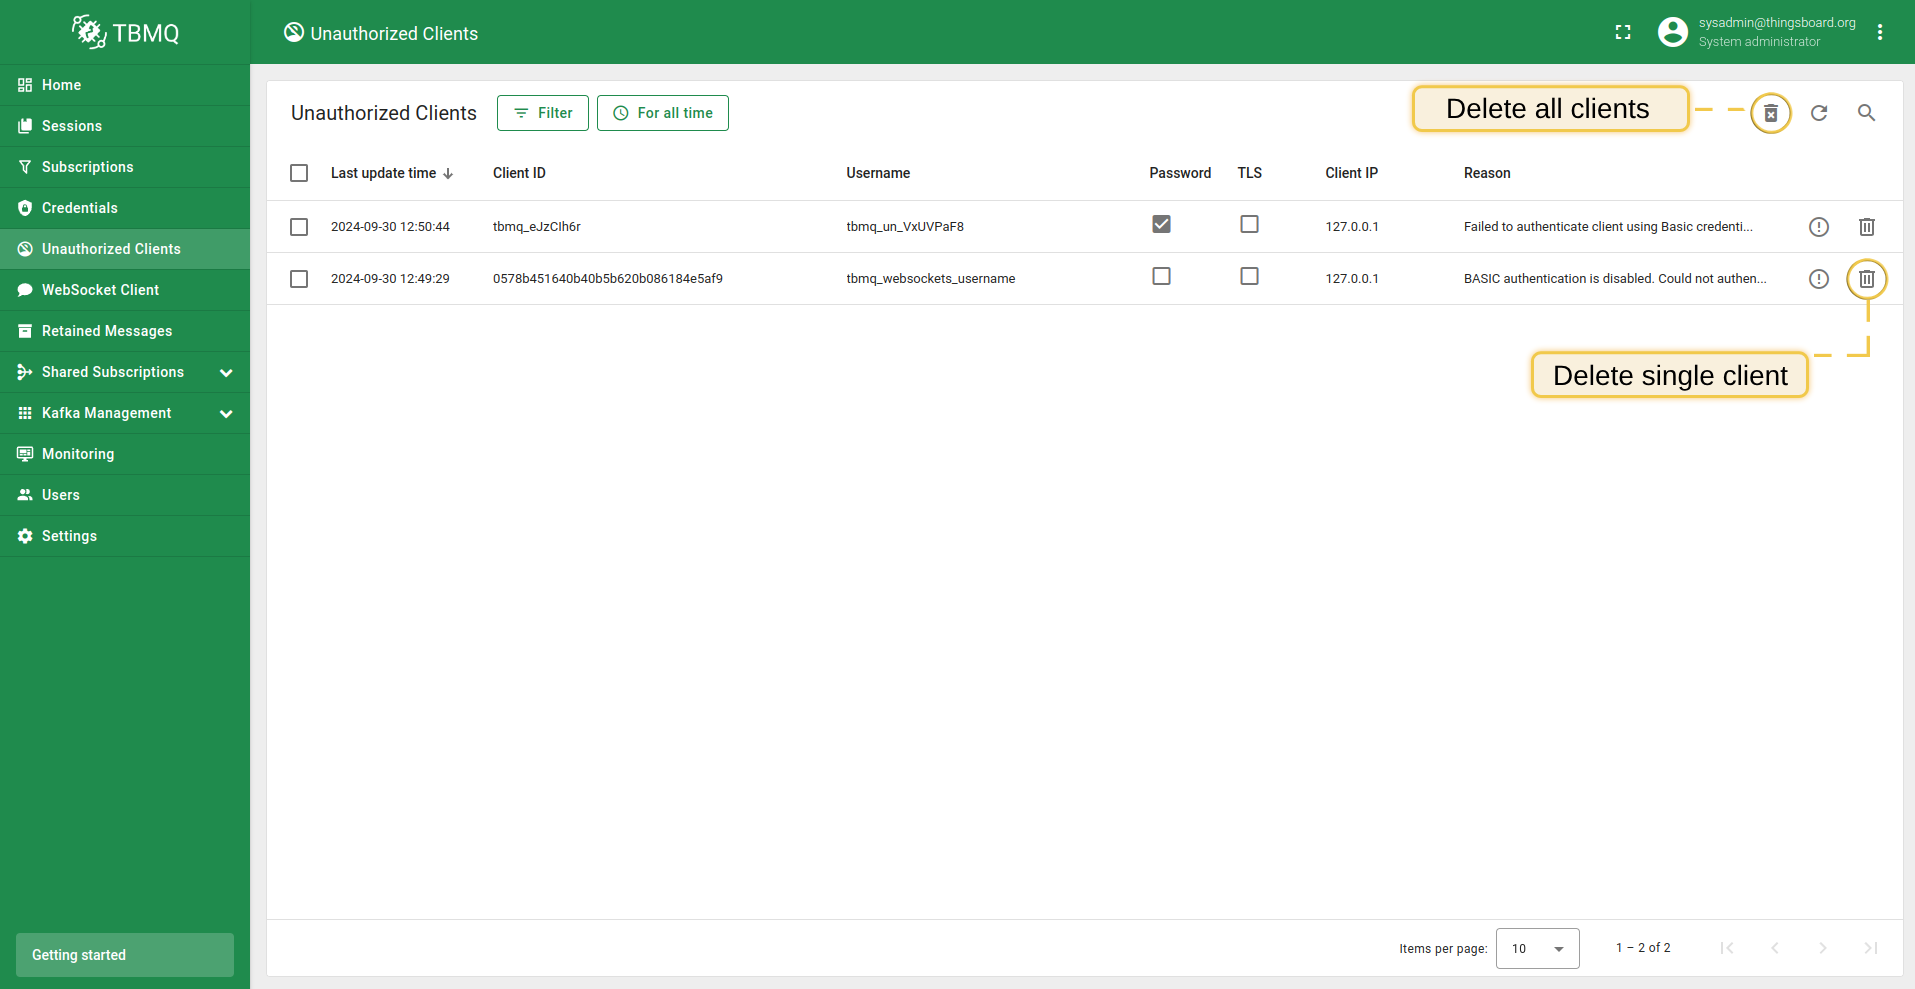 TBMQ
Unauthorized Clients
sysadmin@thingsboard.org
System administrator
Home
Sessions
Subscriptions
Credentials
Unauthorized Clients
WebSocket Client
Retained Messages
Shared Subscriptions
Kafka Management
Monitoring
Users
Settings
Getting started
Unauthorized Clients Filter For all time
Delete all clients
Last update time Client ID Username Password TLS Client IP Reason
2024-09-30 12:50:44 tbmq_eJzCIh6r tbmq_un_VxUVPaF8 127.0.0.1 Failed to authenticate client using Basic credenti...
2024-09-30 12:49:29 0578b451640b40b5b620b086184e5af9 tbmq_websockets_username 127.0.0.1 BASIC authentication is disabled. Could not authen...
Delete single client
Items per page: 10 1 – 2 of 2